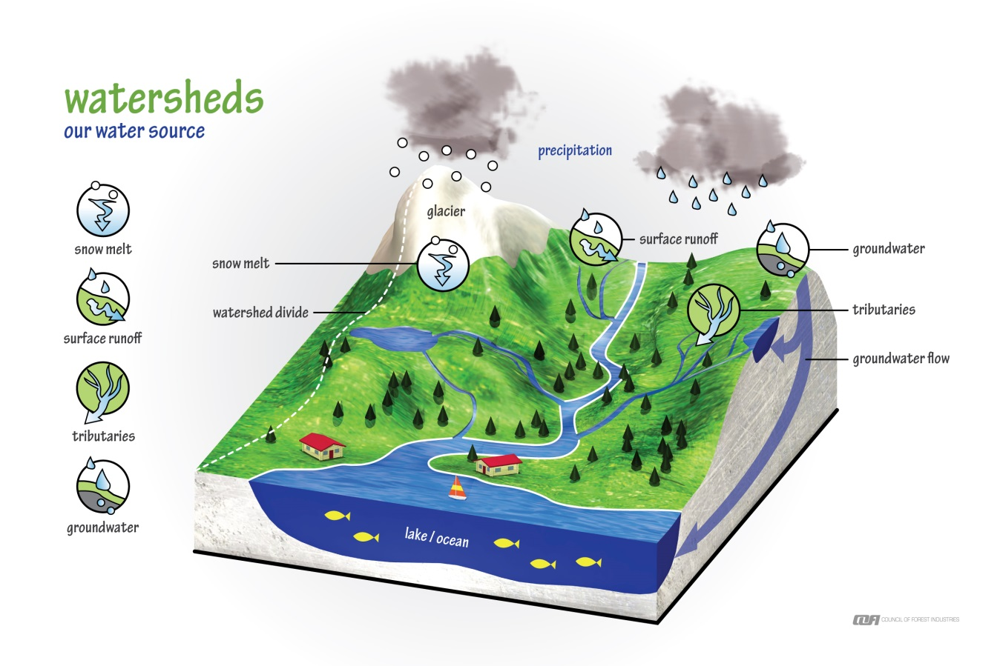 watersheds
our water source
precipitation
glacier
snow melt
surface runoff
groundwater
snow melt
surface runoff
tributaries
watershed divide
groundwater flow
tributaries
groundwater
lake / ocean
COFI COUNCIL OF FOREST INDUSTRIES